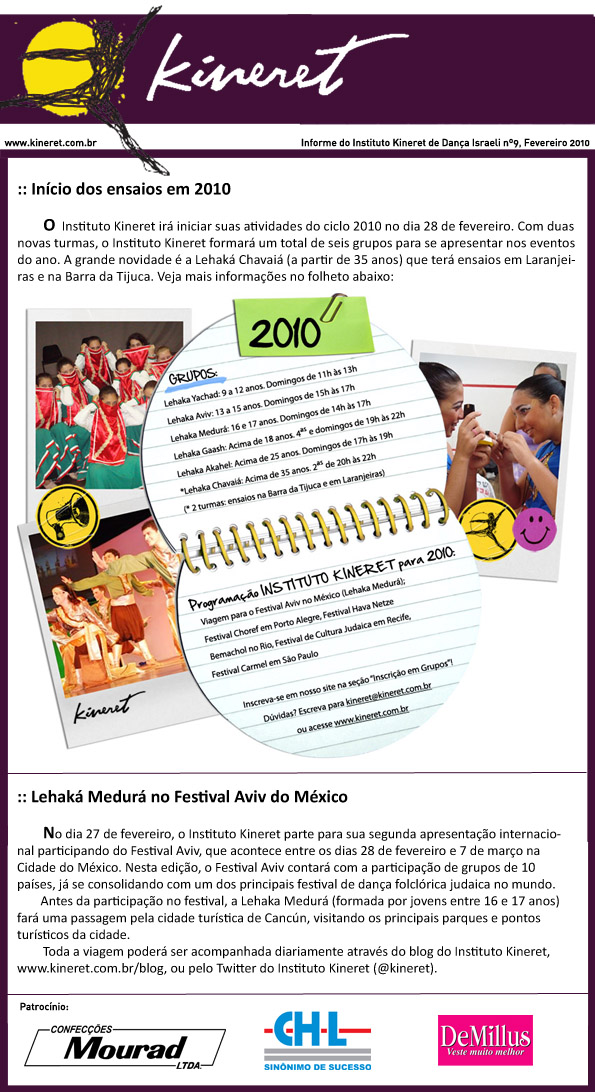 kineret
www.kineret.com.br
Informe do Instituto Kineret de Dança Israeli nº9, Fevereiro 2010
:: Início dos ensaios em 2010
O Instituto Kineret irá iniciar suas atividades do ciclo 2010 no dia 28 de fevereiro. Com duas
novas turmas, o Instituto Kineret formará um total de seis grupos para se apresentar nos eventos
do ano. A grande novidade é a Lehaká Chavaiá (a partir de 35 anos) que terá ensaios em Laranjei-
ras e na Barra da Tijuca. Veja mais informações no folheto abaixo:
2010
GRUPOS:
Lehaka Yachad: 9 a 12 anos. Domingos de 11h às 13h
Lehaka Aviv: 13 a 15 anos. Domingos de 15h às 17h
Lehaka Medurá: 16 e 17 anos. Domingos de 14h às 17h
Lehaka Gaash: Acima de 18 anos. 4ªs e domingos de 19h às 22h
Lehaka Akahel: Acima de 25 anos. Domingos de 17h às 19h
*Lehaka Chavaiá: Acima de 35 anos. 2ªs de 20h às 22h
(* 2 turmas: ensaios na Barra da Tijuca e em Laranjeiras)
Programação INSTITUTO KINERET para 2010:
Viagem para o Festival Aviv no México (Lehaka Medurá);
Festival Choref em Porto Alegre, Festival Hava Netze
Bemachol no Rio, Festival de Cultura Judaica em Recife,
Festival Carmel em São Paulo
Inscreva-se em nosso site na seção "Inscrição em Grupos"!
Dúvidas? Escreva para kineret@kineret.com.br
ou acesse www.kineret.com.br
kineret
:: Lehaká Medurá no Festival Aviv do México
No dia 27 de fevereiro, o Instituto Kineret parte para sua segunda apresentação internacio-
nal participando do Festival Aviv, que acontece entre os dias 28 de fevereiro e 7 de março na
Cidade do México. Nesta edição, o Festival Aviv contará com a participação de grupos de 10
países, já se consolidando com um dos principais festival de dança folclórica judaica no mundo.
Antes da participação no festival, a Lehaka Medurá (formada por jovens entre 16 e 17 anos)
fará uma passagem pela cidade turística de Cancún, visitando os principais parques e pontos
turísticos da cidade.
Toda a viagem poderá ser acompanhada diariamente através do blog do Instituto Kineret,
www.kineret.com.br/blog, ou pelo Twitter do Instituto Kineret (@kineret).
Patrocínio:
CONFECÇÕES
Mourad
LTDA.
CHL
SINÔNIMO DE SUCESSO
DeMillus
Veste muito melhor